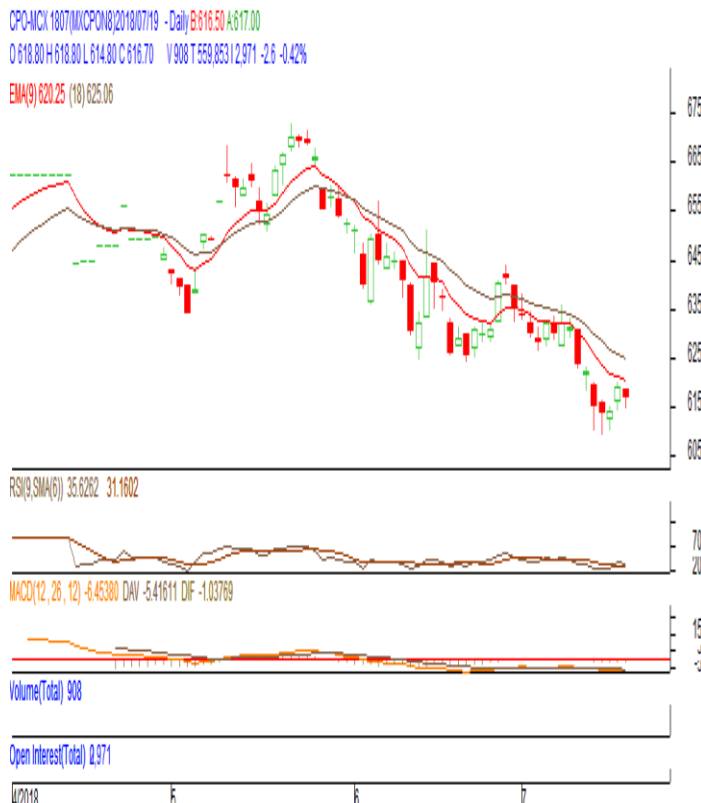 CPO-MCX 1807(MXCPON8)2018/07/19 - Daily B:616.50 A:617.00
O 618.80 H 618.80 L 614.80 C 616.70 V 908 T 559,853 I 2,971 -2.6 -0.42%
EMA(9) 620.25 (18) 625.06
675
665
655
645
635
625
615
605
RSI(9,SMA(6)) 35.6262 31.1602
70
20
MACD(12 , 26 , 12) -6.45380 DAV -5.41611 DIF -1.03769
15
Volume(Total) 908
Open Interest(Total) 2,971
4/2018 5 6 7